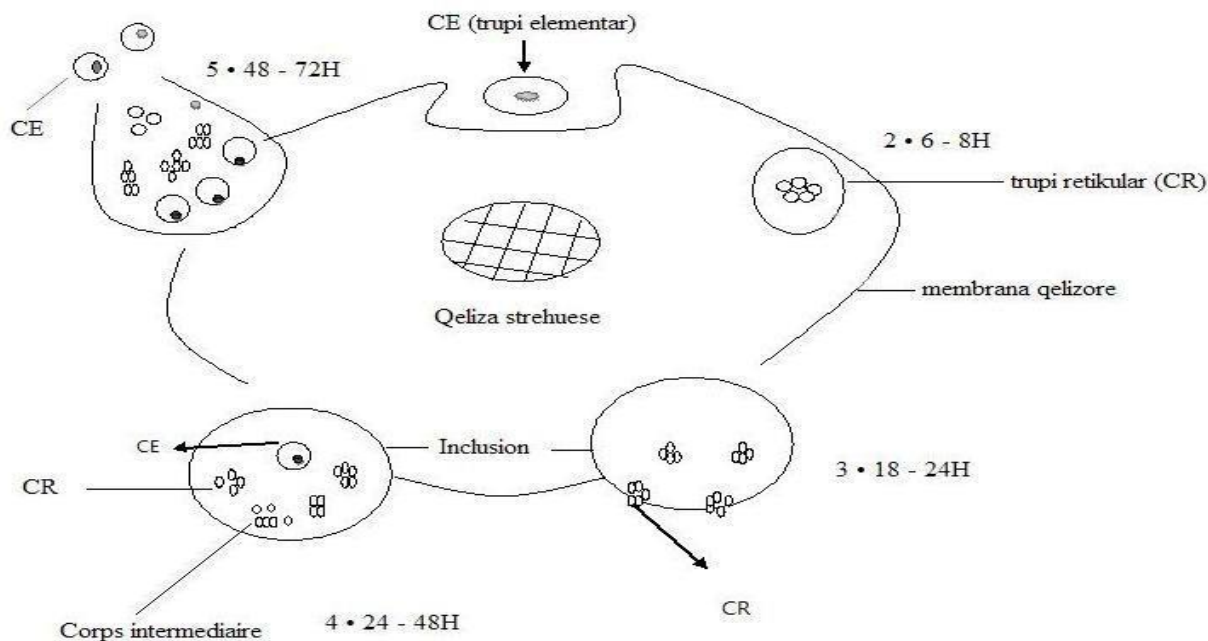 CE (trupi elementar)
5 • 48 - 72H
CE
2 • 6 - 8H
trupi retikular (CR)
membrana qelizore
Qeliza strehuese
CE
Inclusion
3 • 18 - 24H
CR
CR
Corps intermediaire
4 • 24 - 48H